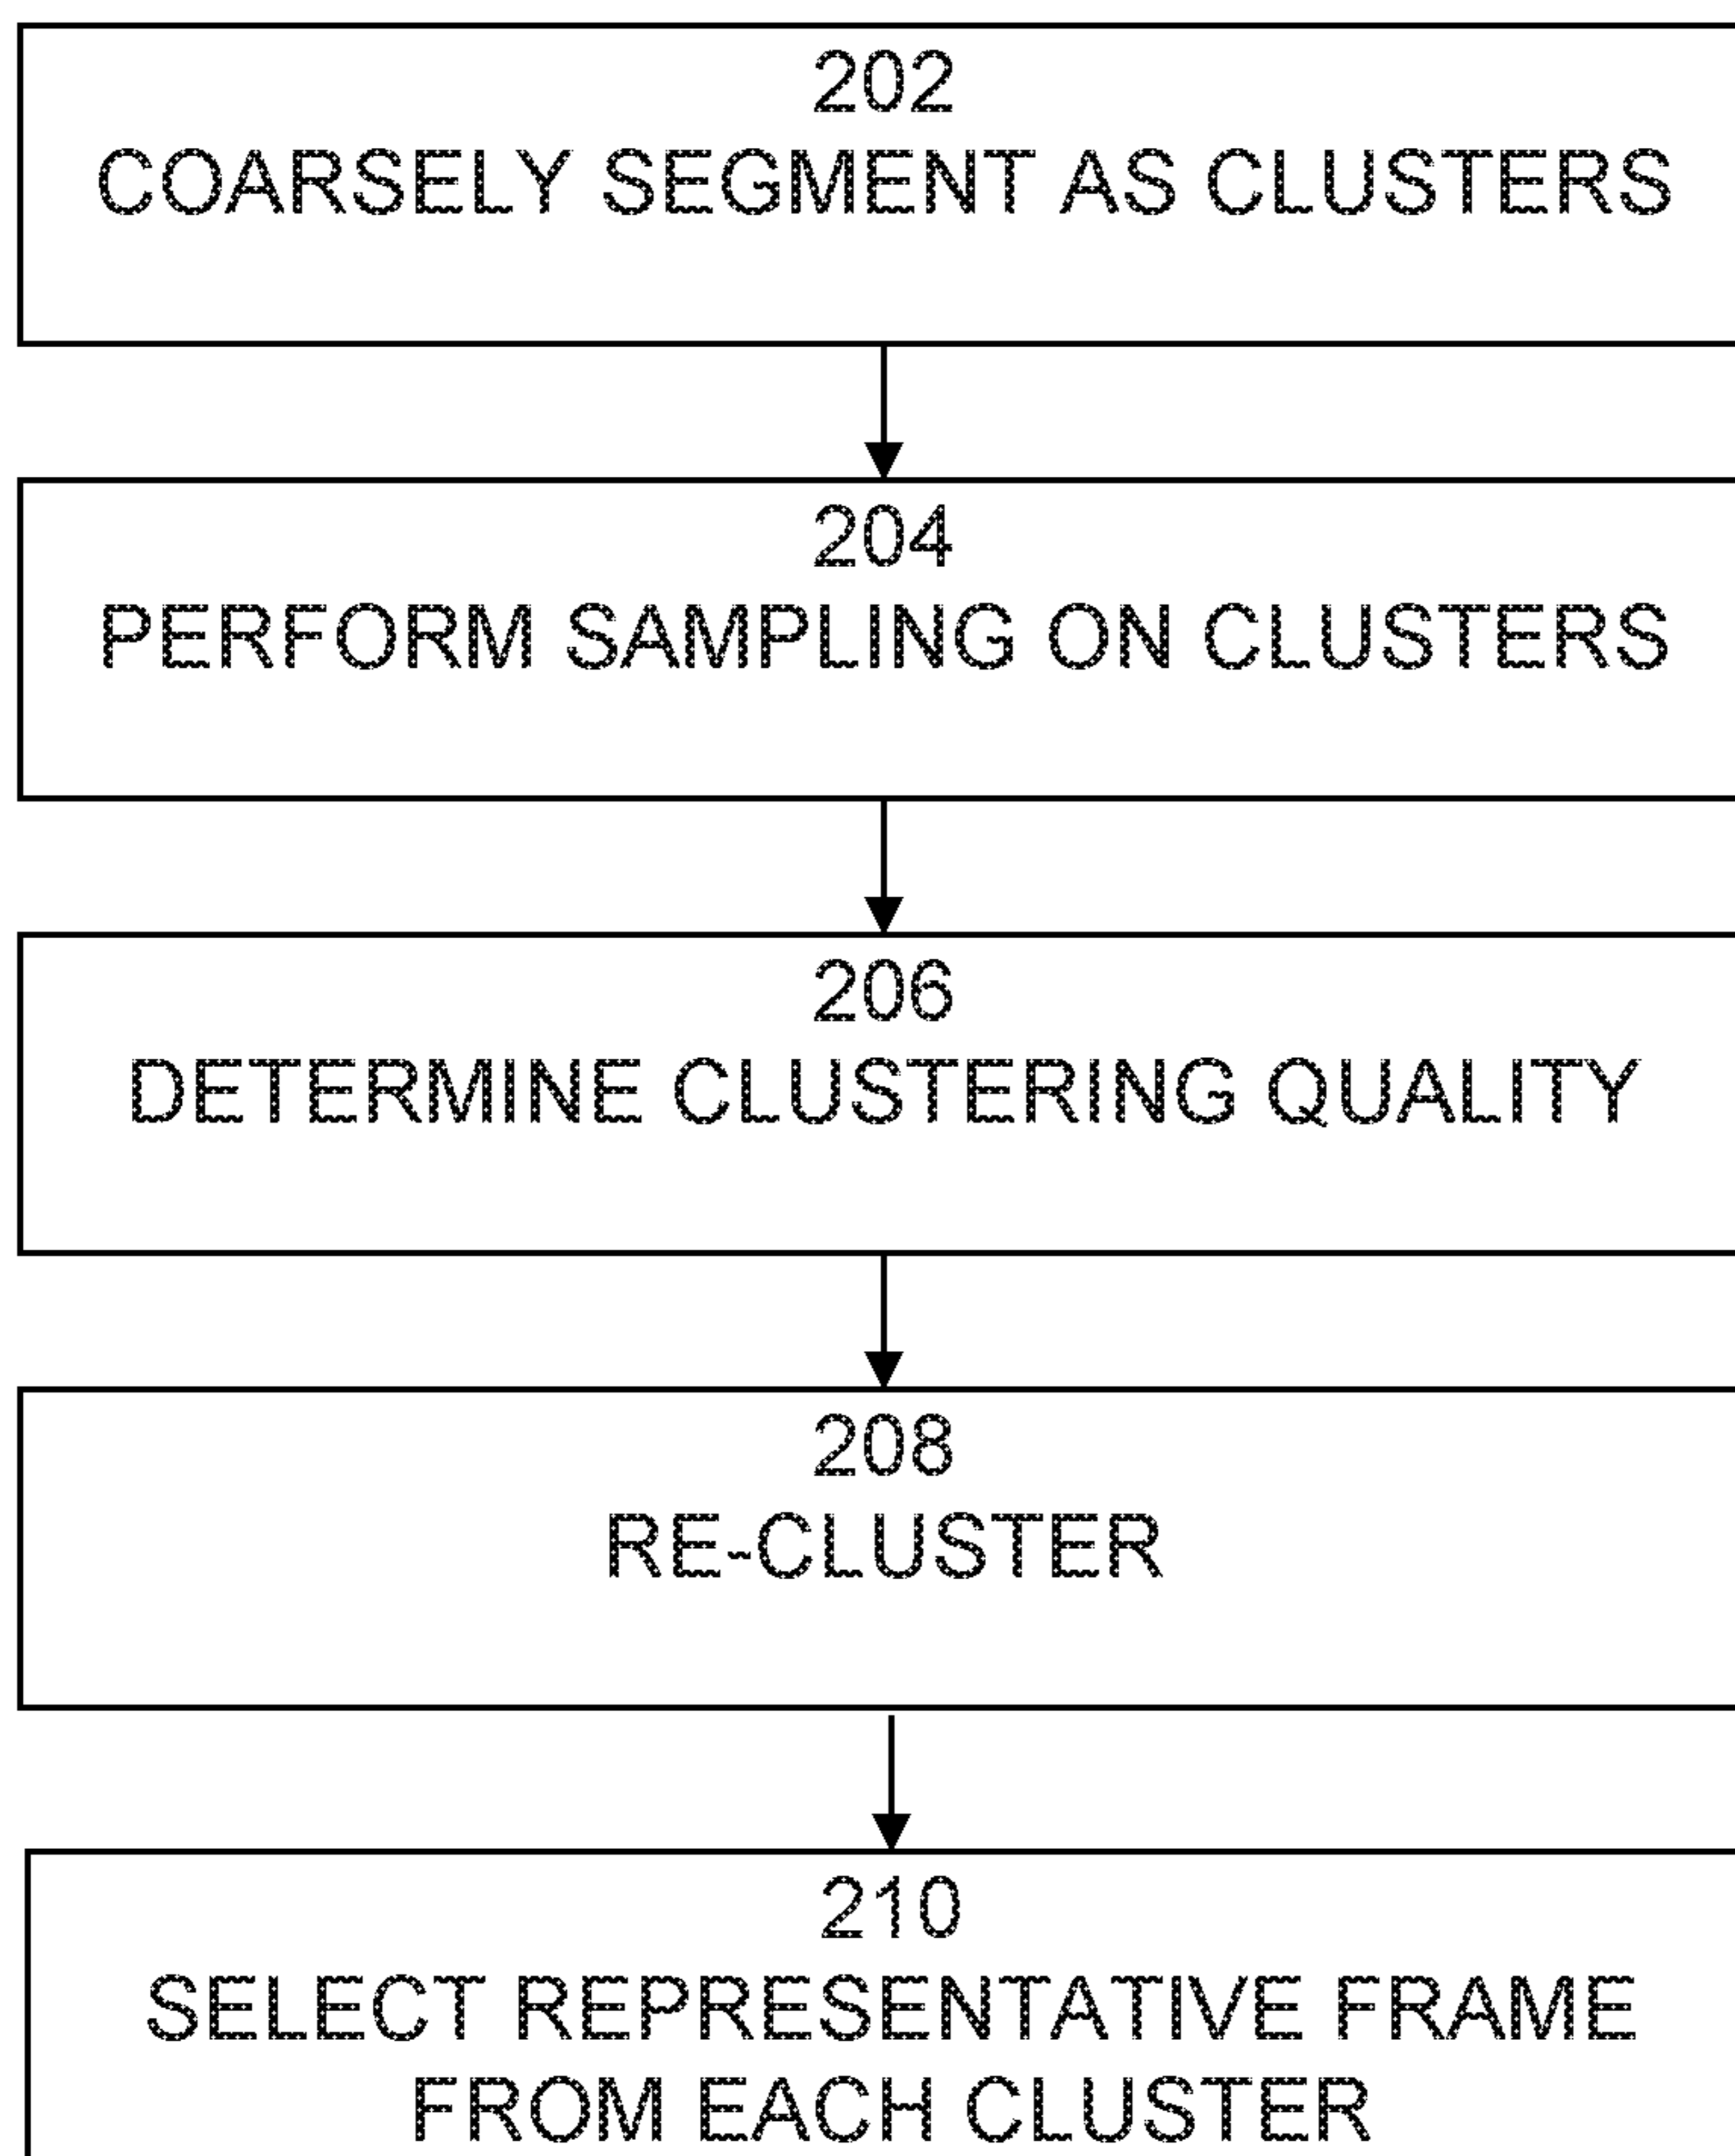 202
COARSELY SEGMENT AS CLUSTERS
204
PERFORM SAMPLING ON CLUSTERS
206
DETERMINE CLUSTERING QUALITY
208
RE-CLUSTER
210
SELECT REPRESENTATIVE FRAME
FROM EACH CLUSTER